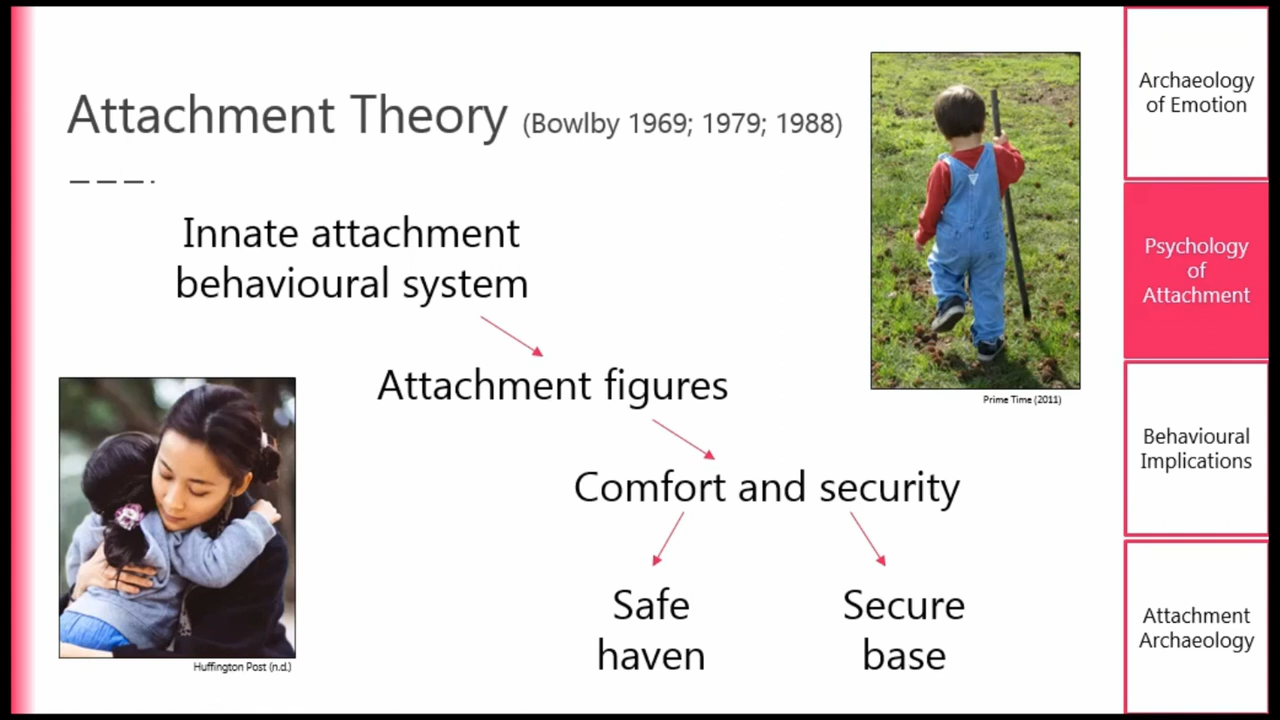 Attachment Theory (Bowlby 1969; 1979; 1988)
Innate attachment
behavioural system
Attachment figures
Comfort and security
Safe
haven
Secure
base
Prime Time (2011)
Huffington Post (n.d.)
Archaeology
of Emotion
Psychology
of
Attachment
Behavioural
Implications
Attachment
Archaeology